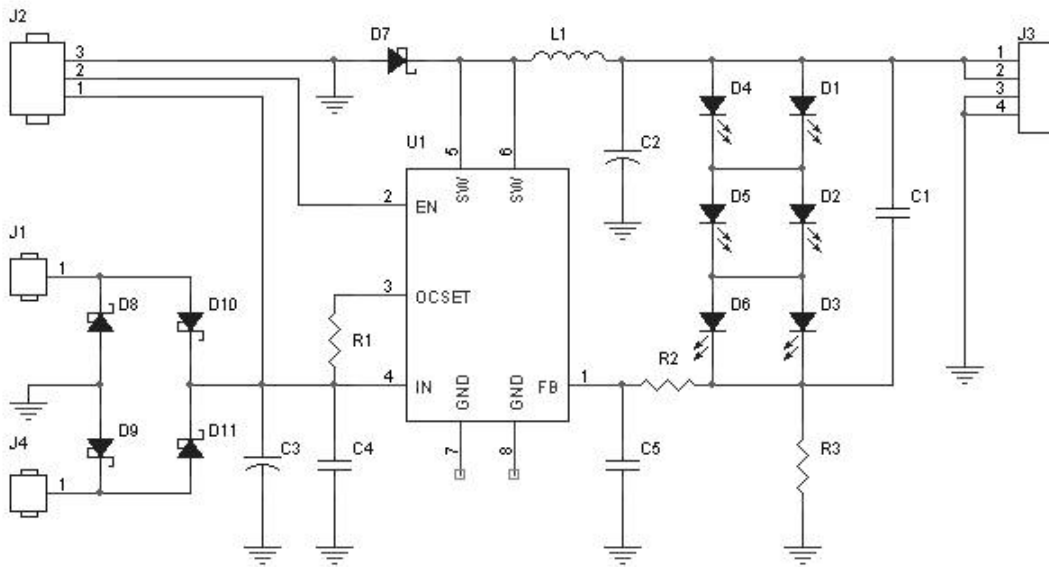 J2
3
2
1
D7
L1
J3
1
2
3
4
D4
D1
U1
5
6
SW
SW
C2
2
EN
D5
D2
C1
J1
1
D8
D10
3
OCSET
R1
D6
D3
R2
4
IN
GND
GND
FB
1
J4
1
D9
D11
C3
C4
7
8
C5
R3